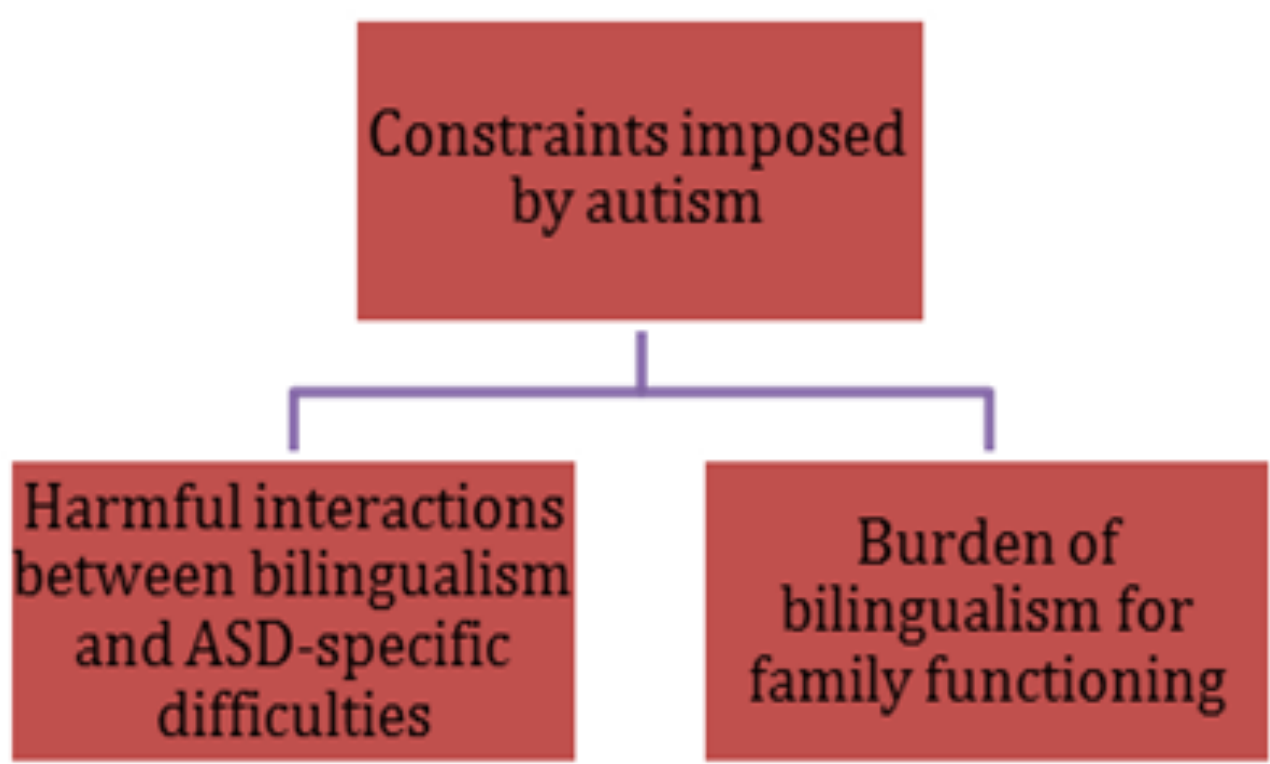 Constraints imposed
by autism
Harmful interactions
between bilingualism
and ASD-specific
difficulties
Burden of
bilingualism for
family functioning